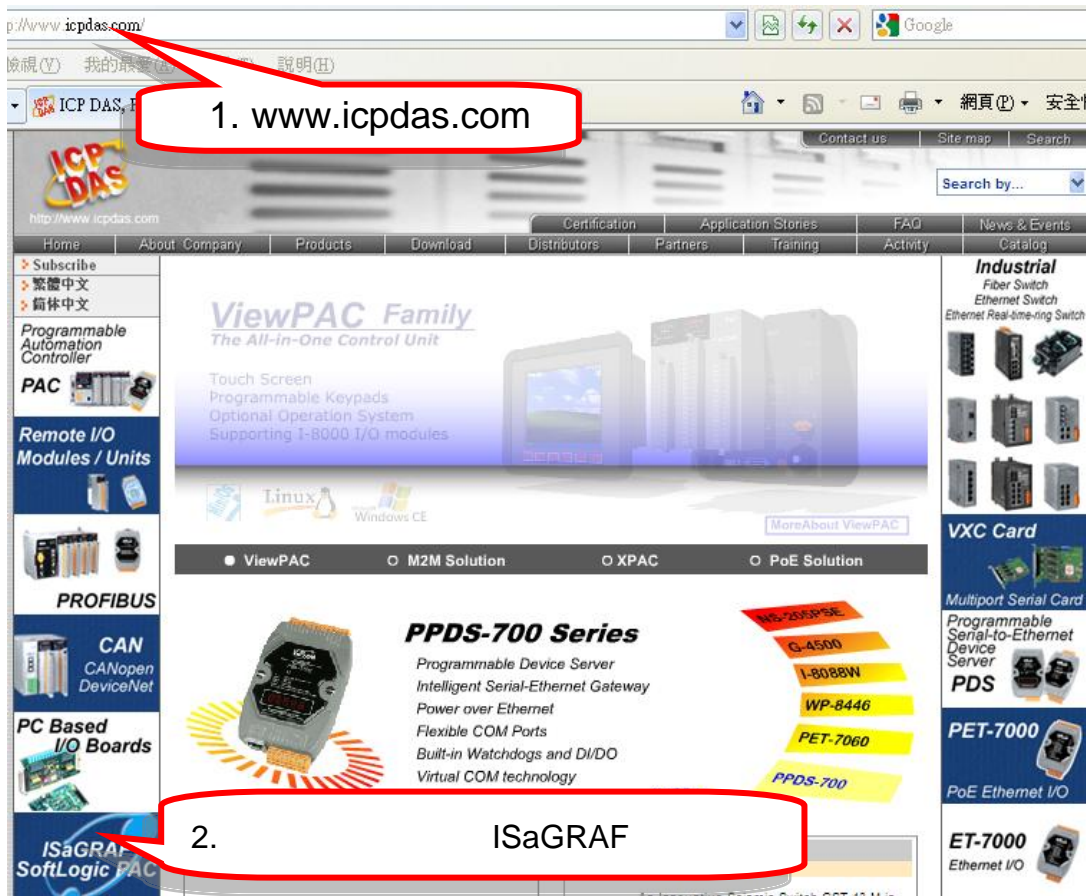 p://www.icpdas.com/
Google
檢視(V) 我的最愛 說明(H)
ICP DAS,
網頁(P)
1. www.icpdas.com
Contact us
Site map
Search
ICP DAS
http://www.icpdas.com
Search by...
Certification
Application Stories
FAQ
News & Events
Home
About Company
Products
Download
Distributors
Partners
Training
Activity
Catalog
Subscribe
繁體中文
简体中文
Programmable
Automation
Controller
PAC
Remote I/O
Modules / Units
PROFIBUS
CAN
CANopen
DeviceNet
PC Based
I/O Boards
ISaGRAF
SoftLogic PAC
ViewPAC Family
The All-in-One Control Unit
Touch Screen
Programmable Keypads
Optional Operation System
Supporting I-8000 I/O modules
Linux
Windows CE
MoreAbout ViewPAC
ViewPAC
M2M Solution
XPAC
PoE Solution
PPDS-700 Series
Programmable Device Server
Intelligent Serial-Ethernet Gateway
Power over Ethernet
Flexible COM Ports
Built-in Watchdogs and DI/DO
Virtual COM technology
NS-205PSE
G-4500
I-8088W
WP-8446
PET-7060
PPDS-700
2. ISaGRAF
Industrial
Fiber Switch
Ethernet Switch
Ethernet Real-time-ring Switch
VXC Card
Multiport Serial Card
Programmable
Serial-to-Ethernet
Device
Server
PDS
PET-7000
PoE Ethernet I/O
ET-7000
Ethernet I/O